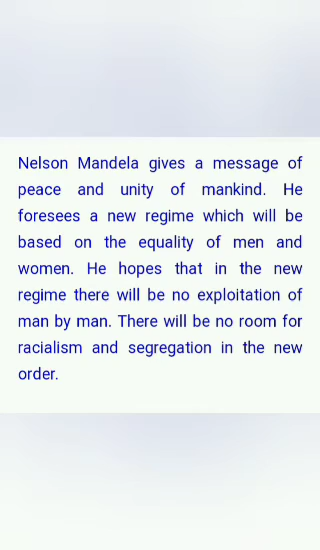 Nelson Mandela gives a message of
peace and unity of mankind. He
foresees a new regime which will be
based on the equality of men and
women. He hopes that in the new
regime there will be no exploitation of
man by man. There will be no room for
racialism and segregation in the new
order.